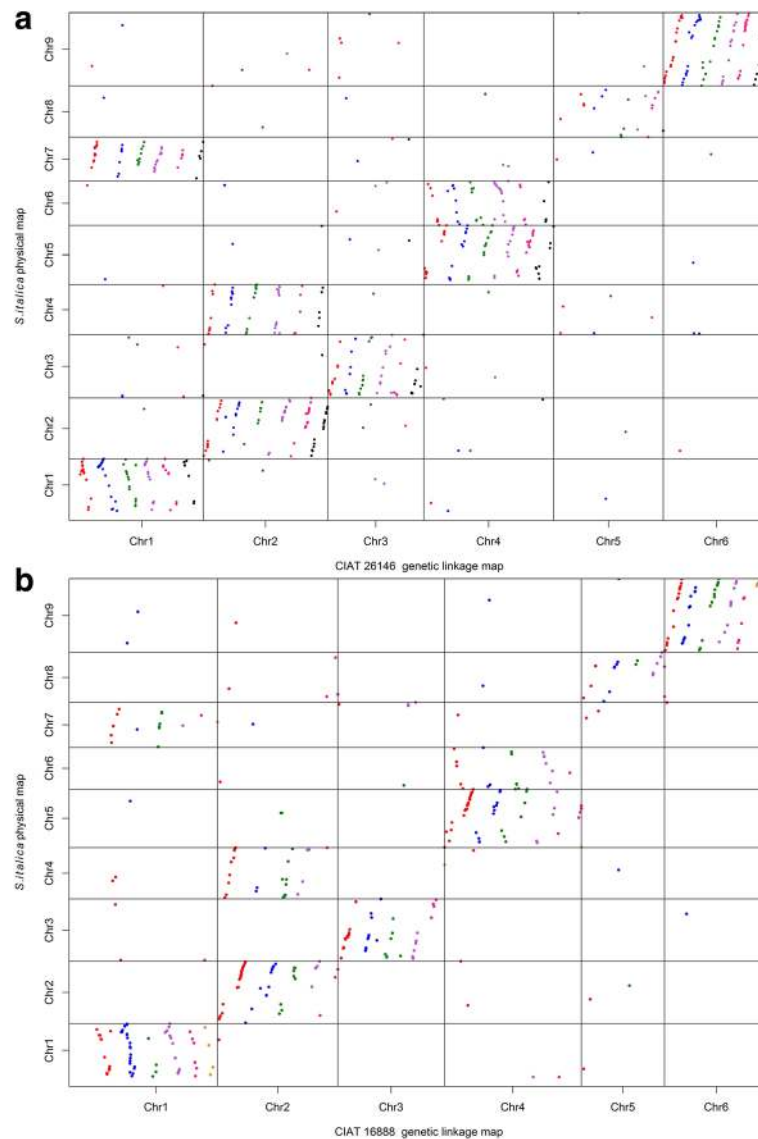 a
Chr9
Chr8
Chr7
Chr6
Chr5
Chr4
Chr3
Chr2
Chr1
S.italica physical map
Chr1 Chr2 Chr3 Chr4 Chr5 Chr6
CIAT 26146 genetic linkage map
b
Chr9
Chr8
Chr7
Chr6
Chr5
Chr4
Chr3
Chr2
Chr1
S.italica physical map
Chr1 Chr2 Chr3 Chr4 Chr5 Chr6
CIAT 16888 genetic linkage map